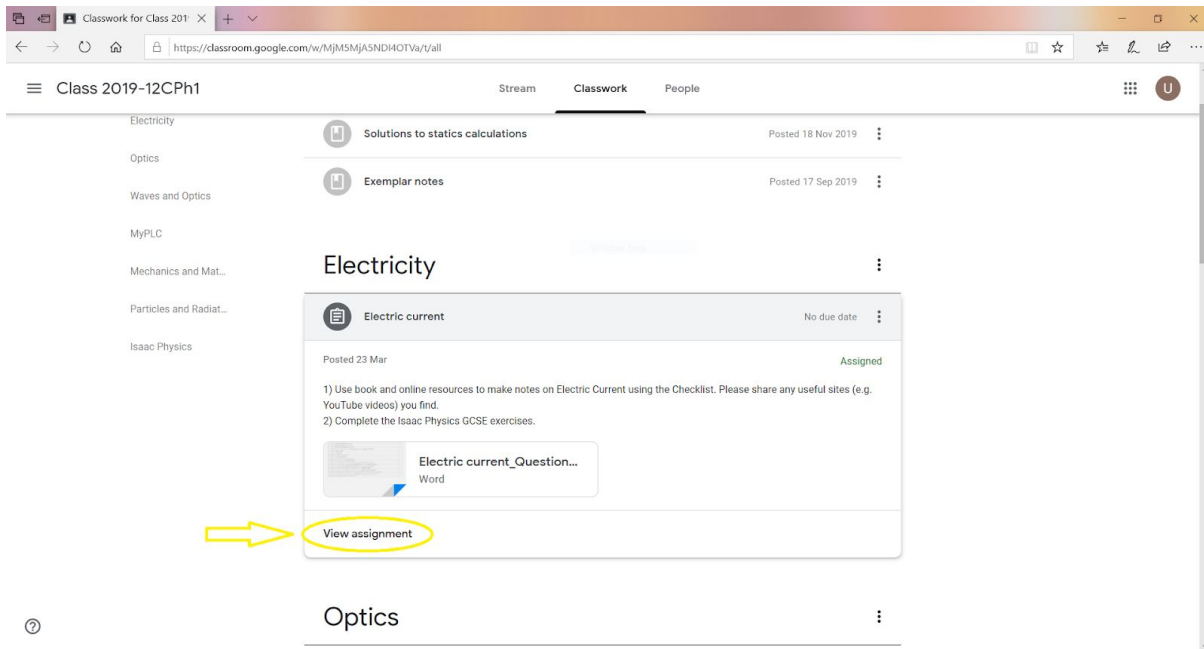 Classwork for Class 201
https://classroom.google.com/w/MjM5MjA5NDI4OTVa/t/all
Class 2019-12CPh1
Stream Classwork People
U
Electricity
Optics
Waves and Optics
MyPLC
Mechanics and Mat...
Particles and Radiat...
Isaac Physics
Solutions to statics calculations Posted 18 Nov 2019
Exemplar notes Posted 17 Sep 2019
Electricity
Electric current No due date
Posted 23 Mar Assigned
1) Use book and online resources to make notes on Electric Current using the Checklist. Please share any useful sites (e.g.
YouTube videos) you find.
2) Complete the Isaac Physics GCSE exercises.
Electric current_Question...
Word
View assignment
Optics